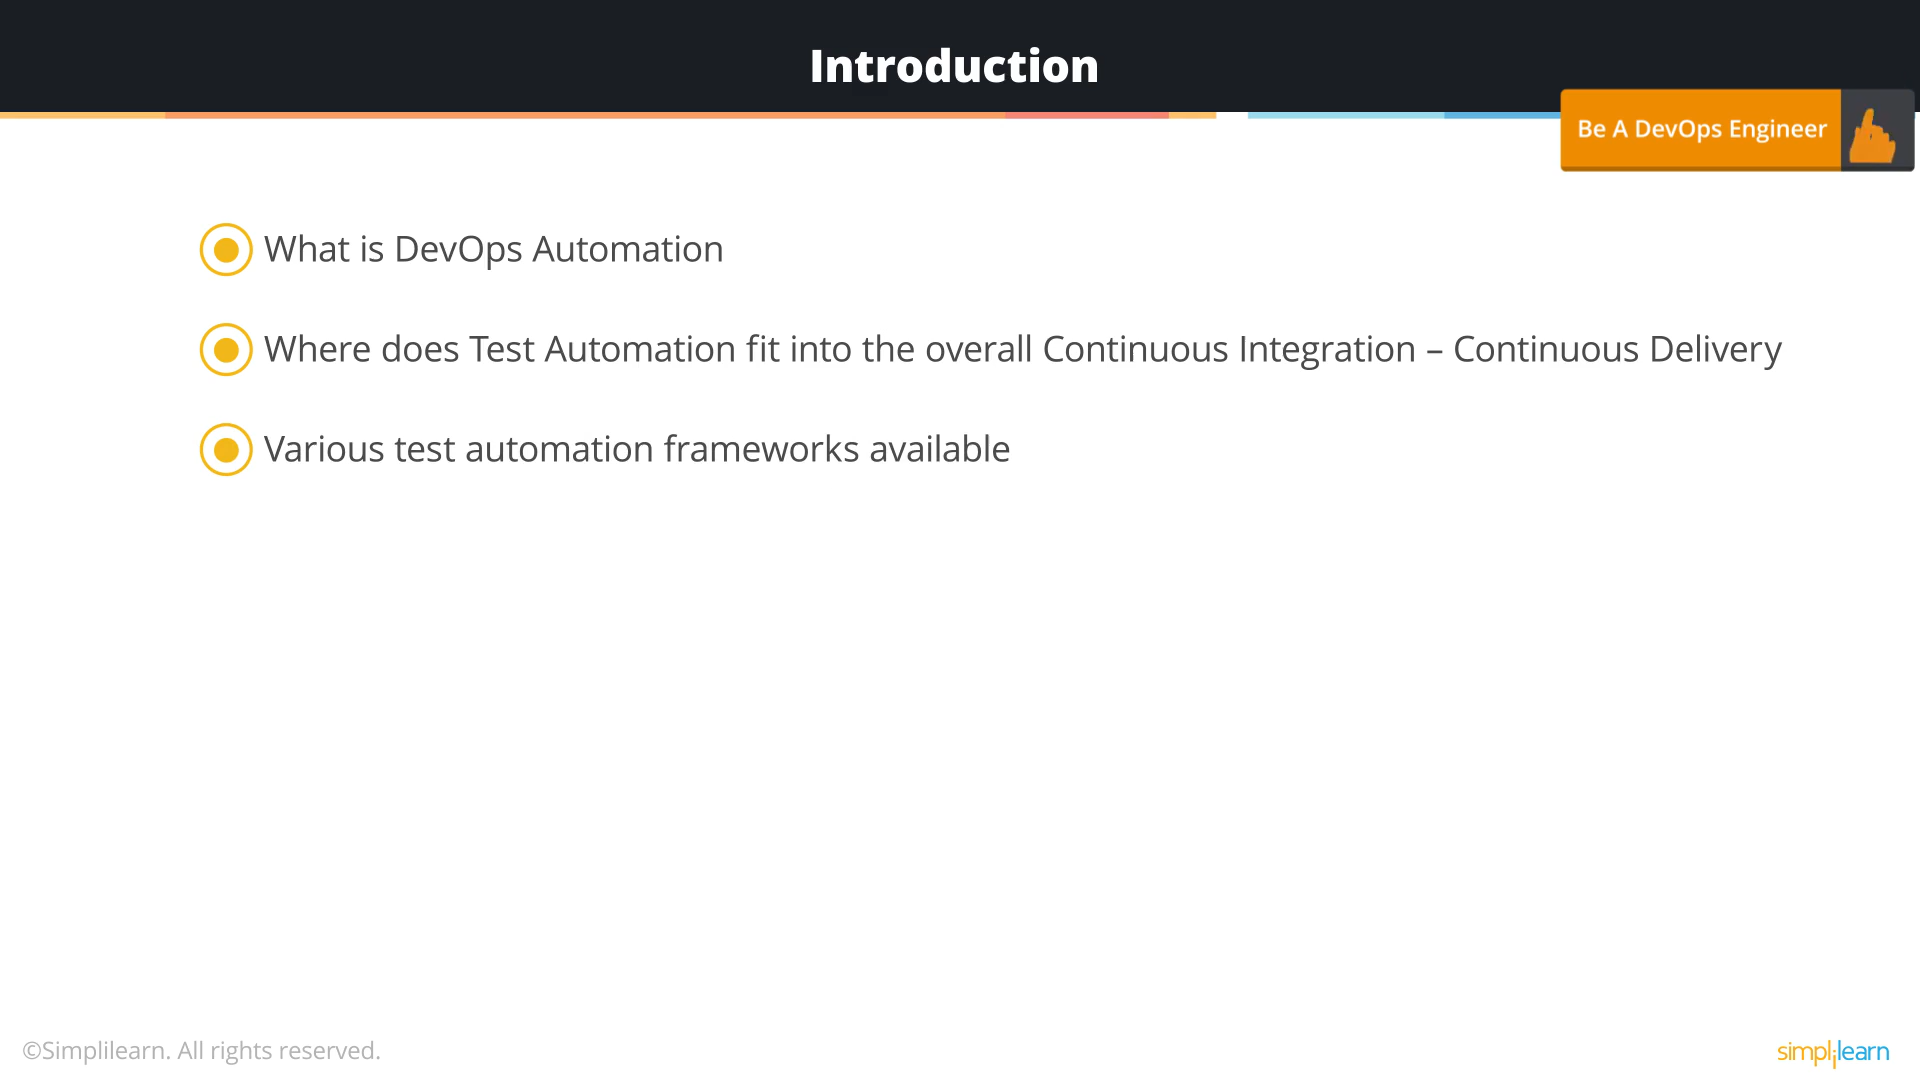 Introduction
Be A DevOps Engineer
What is DevOps Automation
Where does Test Automation fit into the overall Continuous Integration – Continuous Delivery
Various test automation frameworks available
©Simplilearn. All rights reserved.
simplilearn